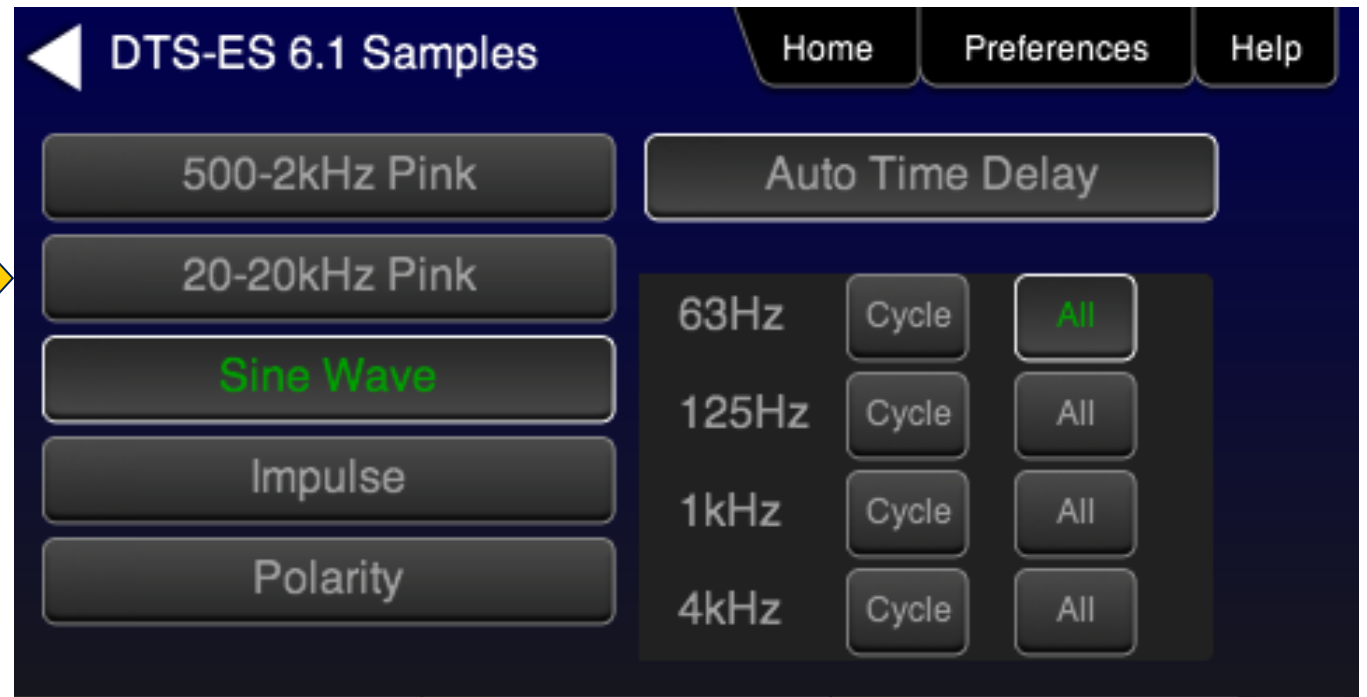 DTS-ES 6.1 Samples
Home Preferences Help
500-2kHz Pink
20-20kHz Pink
Sine Wave
Impulse
Polarity
Auto Time Delay
63Hz Cycle All
125Hz Cycle All
1kHz Cycle All
4kHz Cycle All